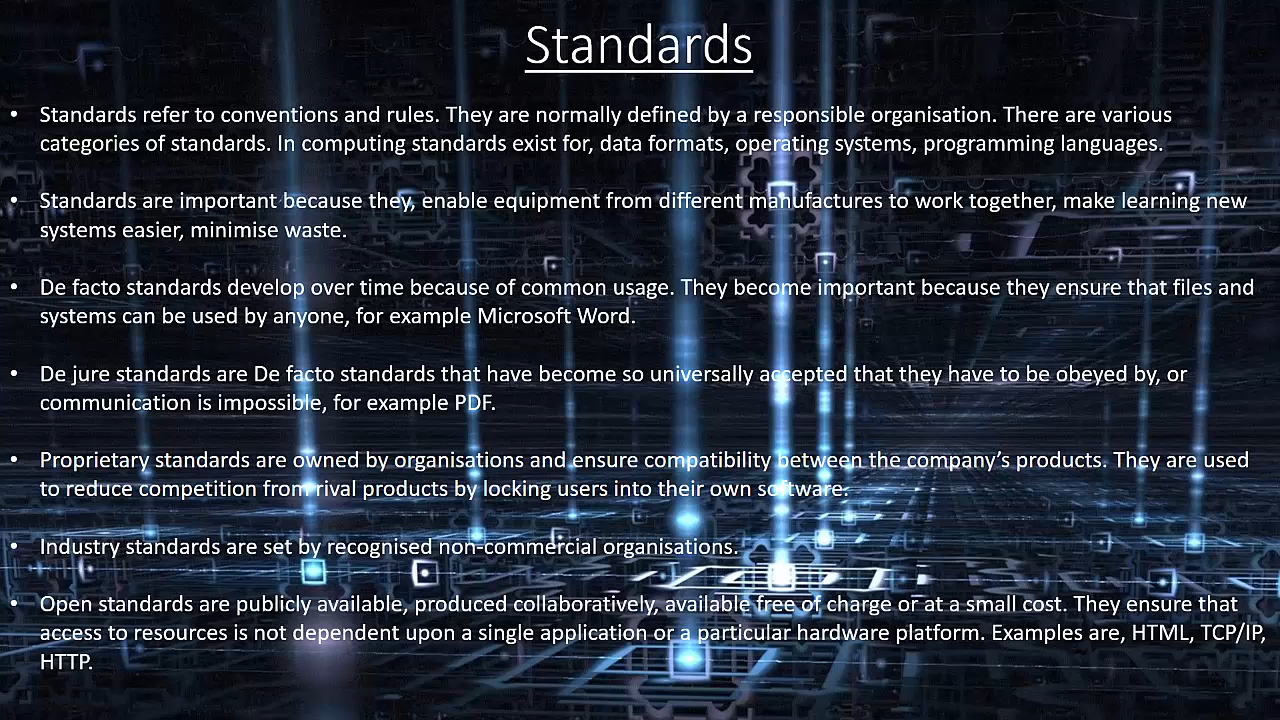 Standards
• Standards refer to conventions and rules. They are normally defined by a responsible organisation. There are various
categories of standards. In computing standards exist for, data formats, operating systems, programming languages.
• Standards are important because they, enable equipment from different manufactures to work together, make learning new
systems easier, minimise waste.
• De facto standards develop over time because of common usage. They become important because they ensure that files and
systems can be used by anyone, for example Microsoft Word.
• De jure standards are De facto standards that have become so universally accepted that they have to be obeyed by, or
communication is impossible, for example PDF.
• Proprietary standards are owned by organisations and ensure compatibility between the company’s products. They are used
to reduce competition from rival products by locking users into their own software.
• Industry standards are set by recognised non-commercial organisations.
• Open standards are publicly available, produced collaboratively, available free of charge or at a small cost. They ensure that
access to resources is not dependent upon a single application or a particular hardware platform. Examples are, HTML, TCP/IP,
HTTP.